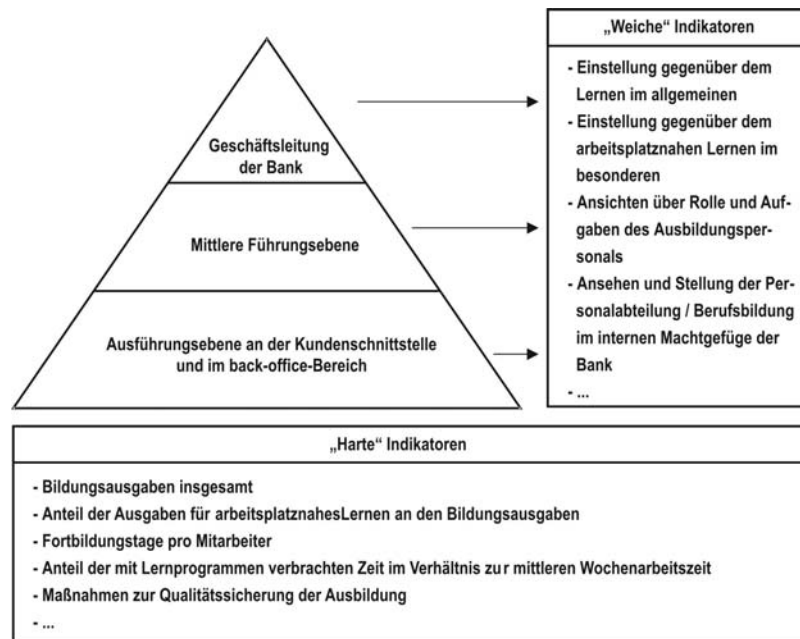 Geschäftsleitung
der Bank
Mittlere Führungsebene
Ausführungsebene an der Kundenschnittstelle
und im back-office-Bereich
„Weiche“ Indikatoren
- Einstellung gegenüber dem
Lernen im allgemeinen
- Einstellung gegenüber dem
arbeitsplatznahen Lernen im
besonderen
- Ansichten über Rolle und Auf-
gaben des Ausbildungsper-
sonals
- Ansehen und Stellung der Per-
sonalabteilung / Berufsbildung
im internen Machtgefüge der
Bank
- ...
„Harte“ Indikatoren
- Bildungsausgaben insgesamt
- Anteil der Ausgaben für arbeitsplatznahesLernen an den Bildungsausgaben
- Fortbildungstage pro Mitarbeiter
- Anteil der mit Lernprogrammen verbrachten Zeit im Verhältnis zur mittleren Wochenarbeitszeit
- Maßnahmen zur Qualitätssicherung der Ausbildung
- ...